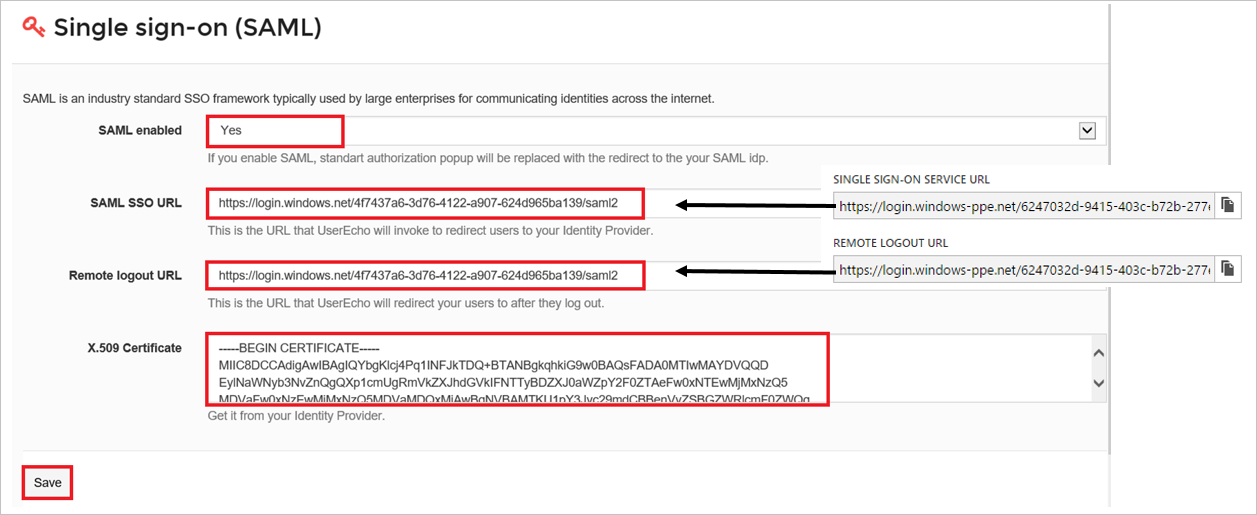 Single sign-on (SAML)
SAML is an industry standard SSO framework typically used by large enterprises for communicating identities across the internet.
SAML enabled
Yes
If you enable SAML, standart authorization popup will be replaced with the redirect to the your SAML idp.
SAML SSO URL
https://login.windows.net/4f7437a6-3d76-4122-a907-624d965ba139/saml2
This is the URL that UserEcho will invoke to redirect users to your Identity Provider.
SINGLE SIGN-ON SERVICE URL
https://login.windows-ppe.net/6247032d-9415-403c-b72b-277e
Remote logout URL
https://login.windows.net/4f7437a6-3d76-4122-a907-624d965ba139/saml2
This is the URL that UserEcho will redirect your users to after they log out.
REMOTE LOGOUT URL
https://login.windows-ppe.net/6247032d-9415-403c-b72b-277e
X.509 Certificate
-----BEGIN CERTIFICATE-----
MIIC8DCCAdigAwIBAgIQYbgKlcj4Pq1INFJkTDQ+BTANBgkqhkiG9w0BAQsFADA0MTIwMAYDVQQD
EylNaWNyb3NvZnQgQXp1cmUgRmVkZXJhdGVkIFNTTyBDZXJ0aWZpY2F0ZTAeFw0xNTEwMjMxNzQ5
MDVaFw0xNzEwMjMxNzQ5MDVaMDQxMjAwBgNVBAMTKU1pY3Jvc29mdCBBenVyZSBGZWRlcmF0ZWQg
Get it from your Identity Provider.
Save